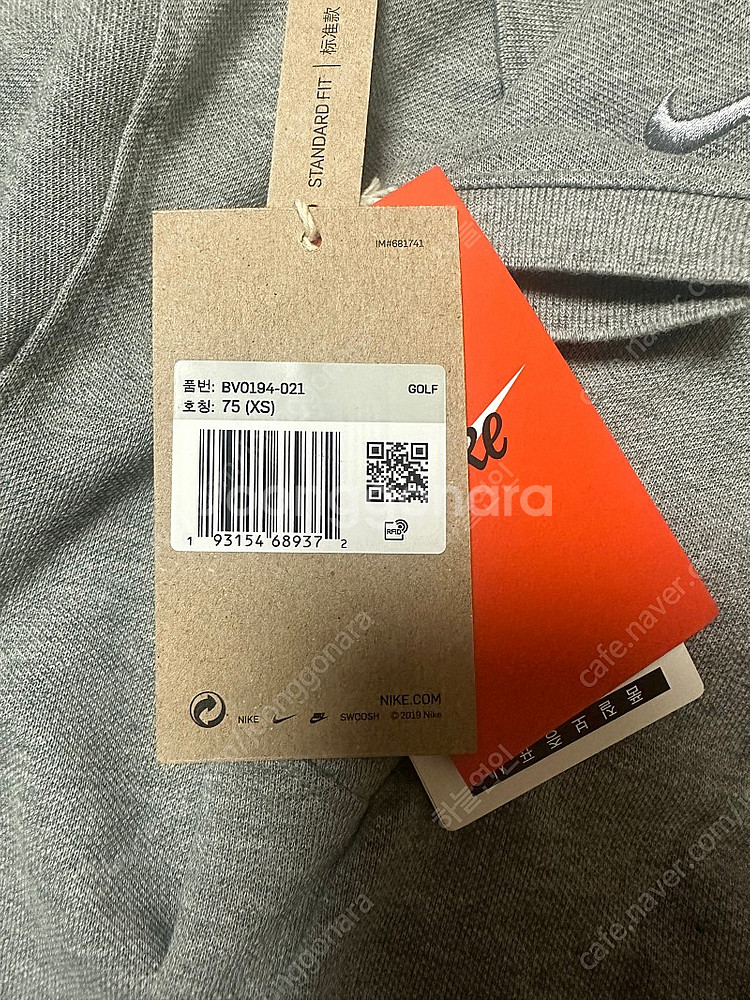 STANDARD FIT | 标准款
IM#681741
품번: BV0194-021
GOLF
호칭: 75 (XS)
1 93154 68937 2
RFID
NIKE.COM
NIKE
SWOOSH
© 2019 Nike
joonggonara
cafe.naver.com